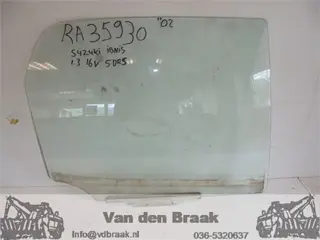 RA35930 "02
Suzuki ignis
1.3 16V 5DRS
Van den Braak
info@vdbraak.nl
036-5320637